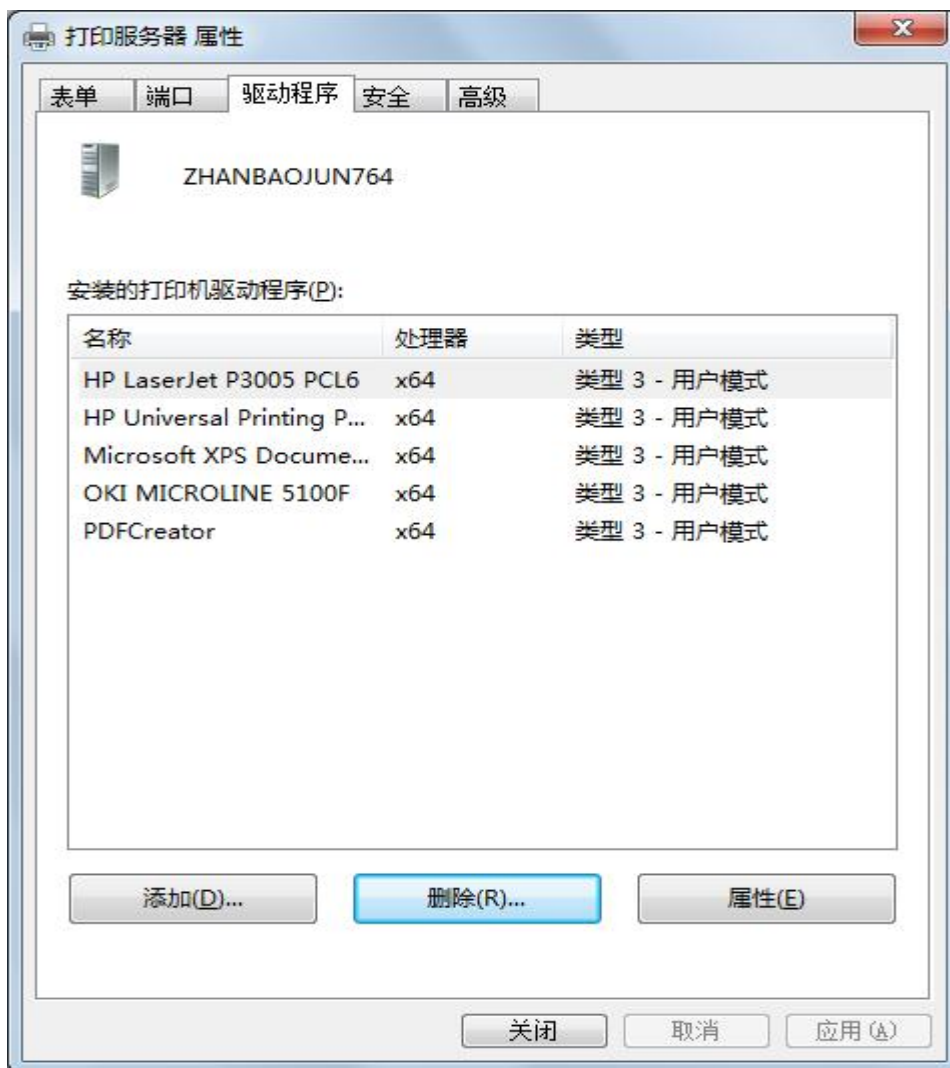 打印服务器 属性
表单 端口 驱动程序 安全 高级
ZHANBAOJUN764
安装的打印机驱动程序(P):
名称 处理器 类型
HP LaserJet P3005 PCL6 x64 类型 3 - 用户模式
HP Universal Printing P... x64 类型 3 - 用户模式
Microsoft XPS Docume... x64 类型 3 - 用户模式
OKI MICROLINE 5100F x64 类型 3 - 用户模式
PDFCreator x64 类型 3 - 用户模式
添加(D)... 删除(R)... 属性(E)
关闭 取消 应用(A)